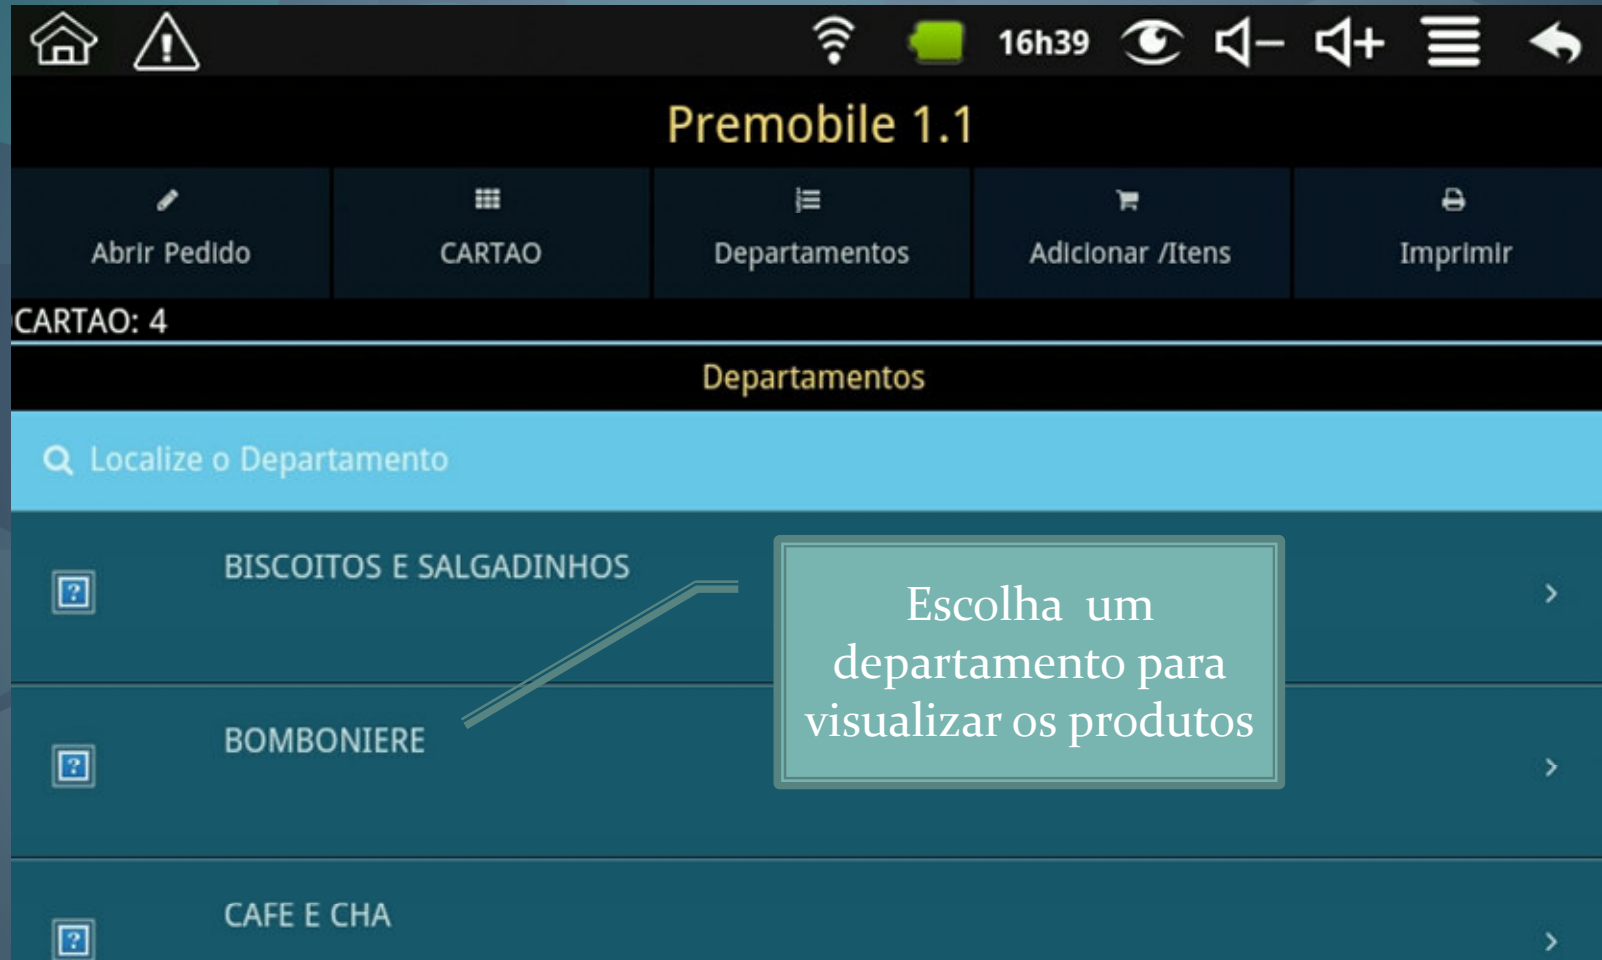 16h39
Premobile 1.1
Abrir Pedido
CARTAO
Departamentos
Adicionar /Itens
Imprimir
CARTAO: 4
Departamentos
Localize o Departamento
BISCOITOS E SALGADINHOS
BOMBONIERE
CAFE E CHA
Escolha um
departamento para
visualizar os produtos